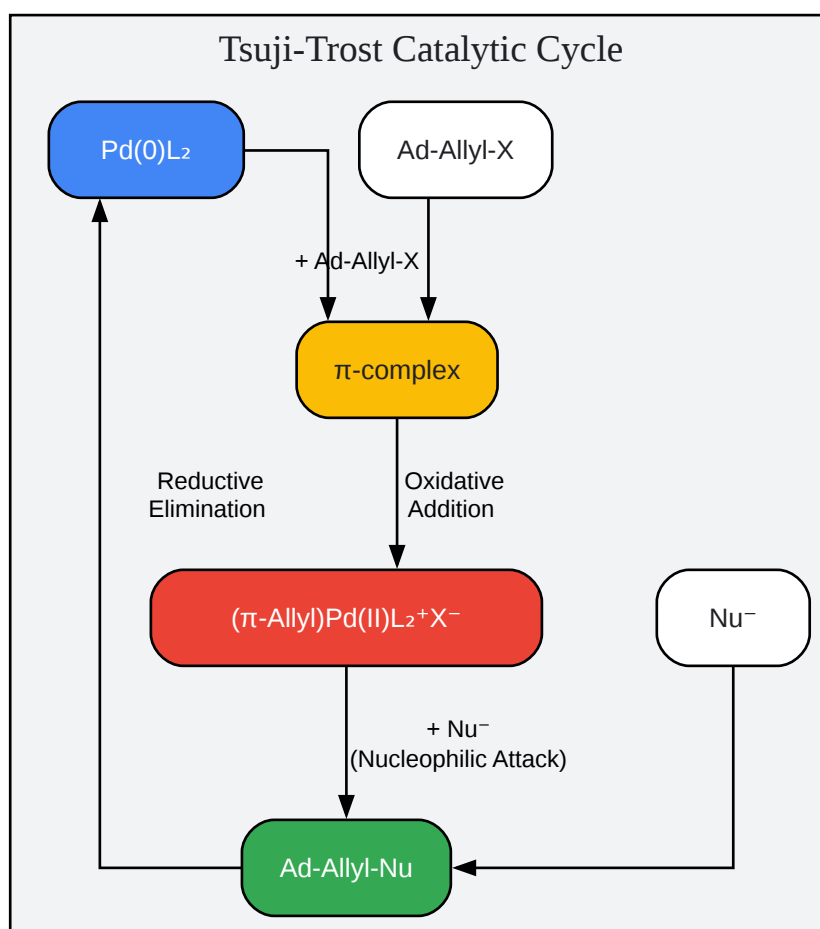 Tsuji-Trost Catalytic Cycle
Pd(0)L₂
Ad-Allyl-X
+ Ad-Allyl-X
π-complex
Reductive
Elimination
Oxidative
Addition
(π-Allyl)Pd(II)L₂⁺X⁻
Nu⁻
+ Nu⁻
(Nucleophilic Attack)
Ad-Allyl-Nu